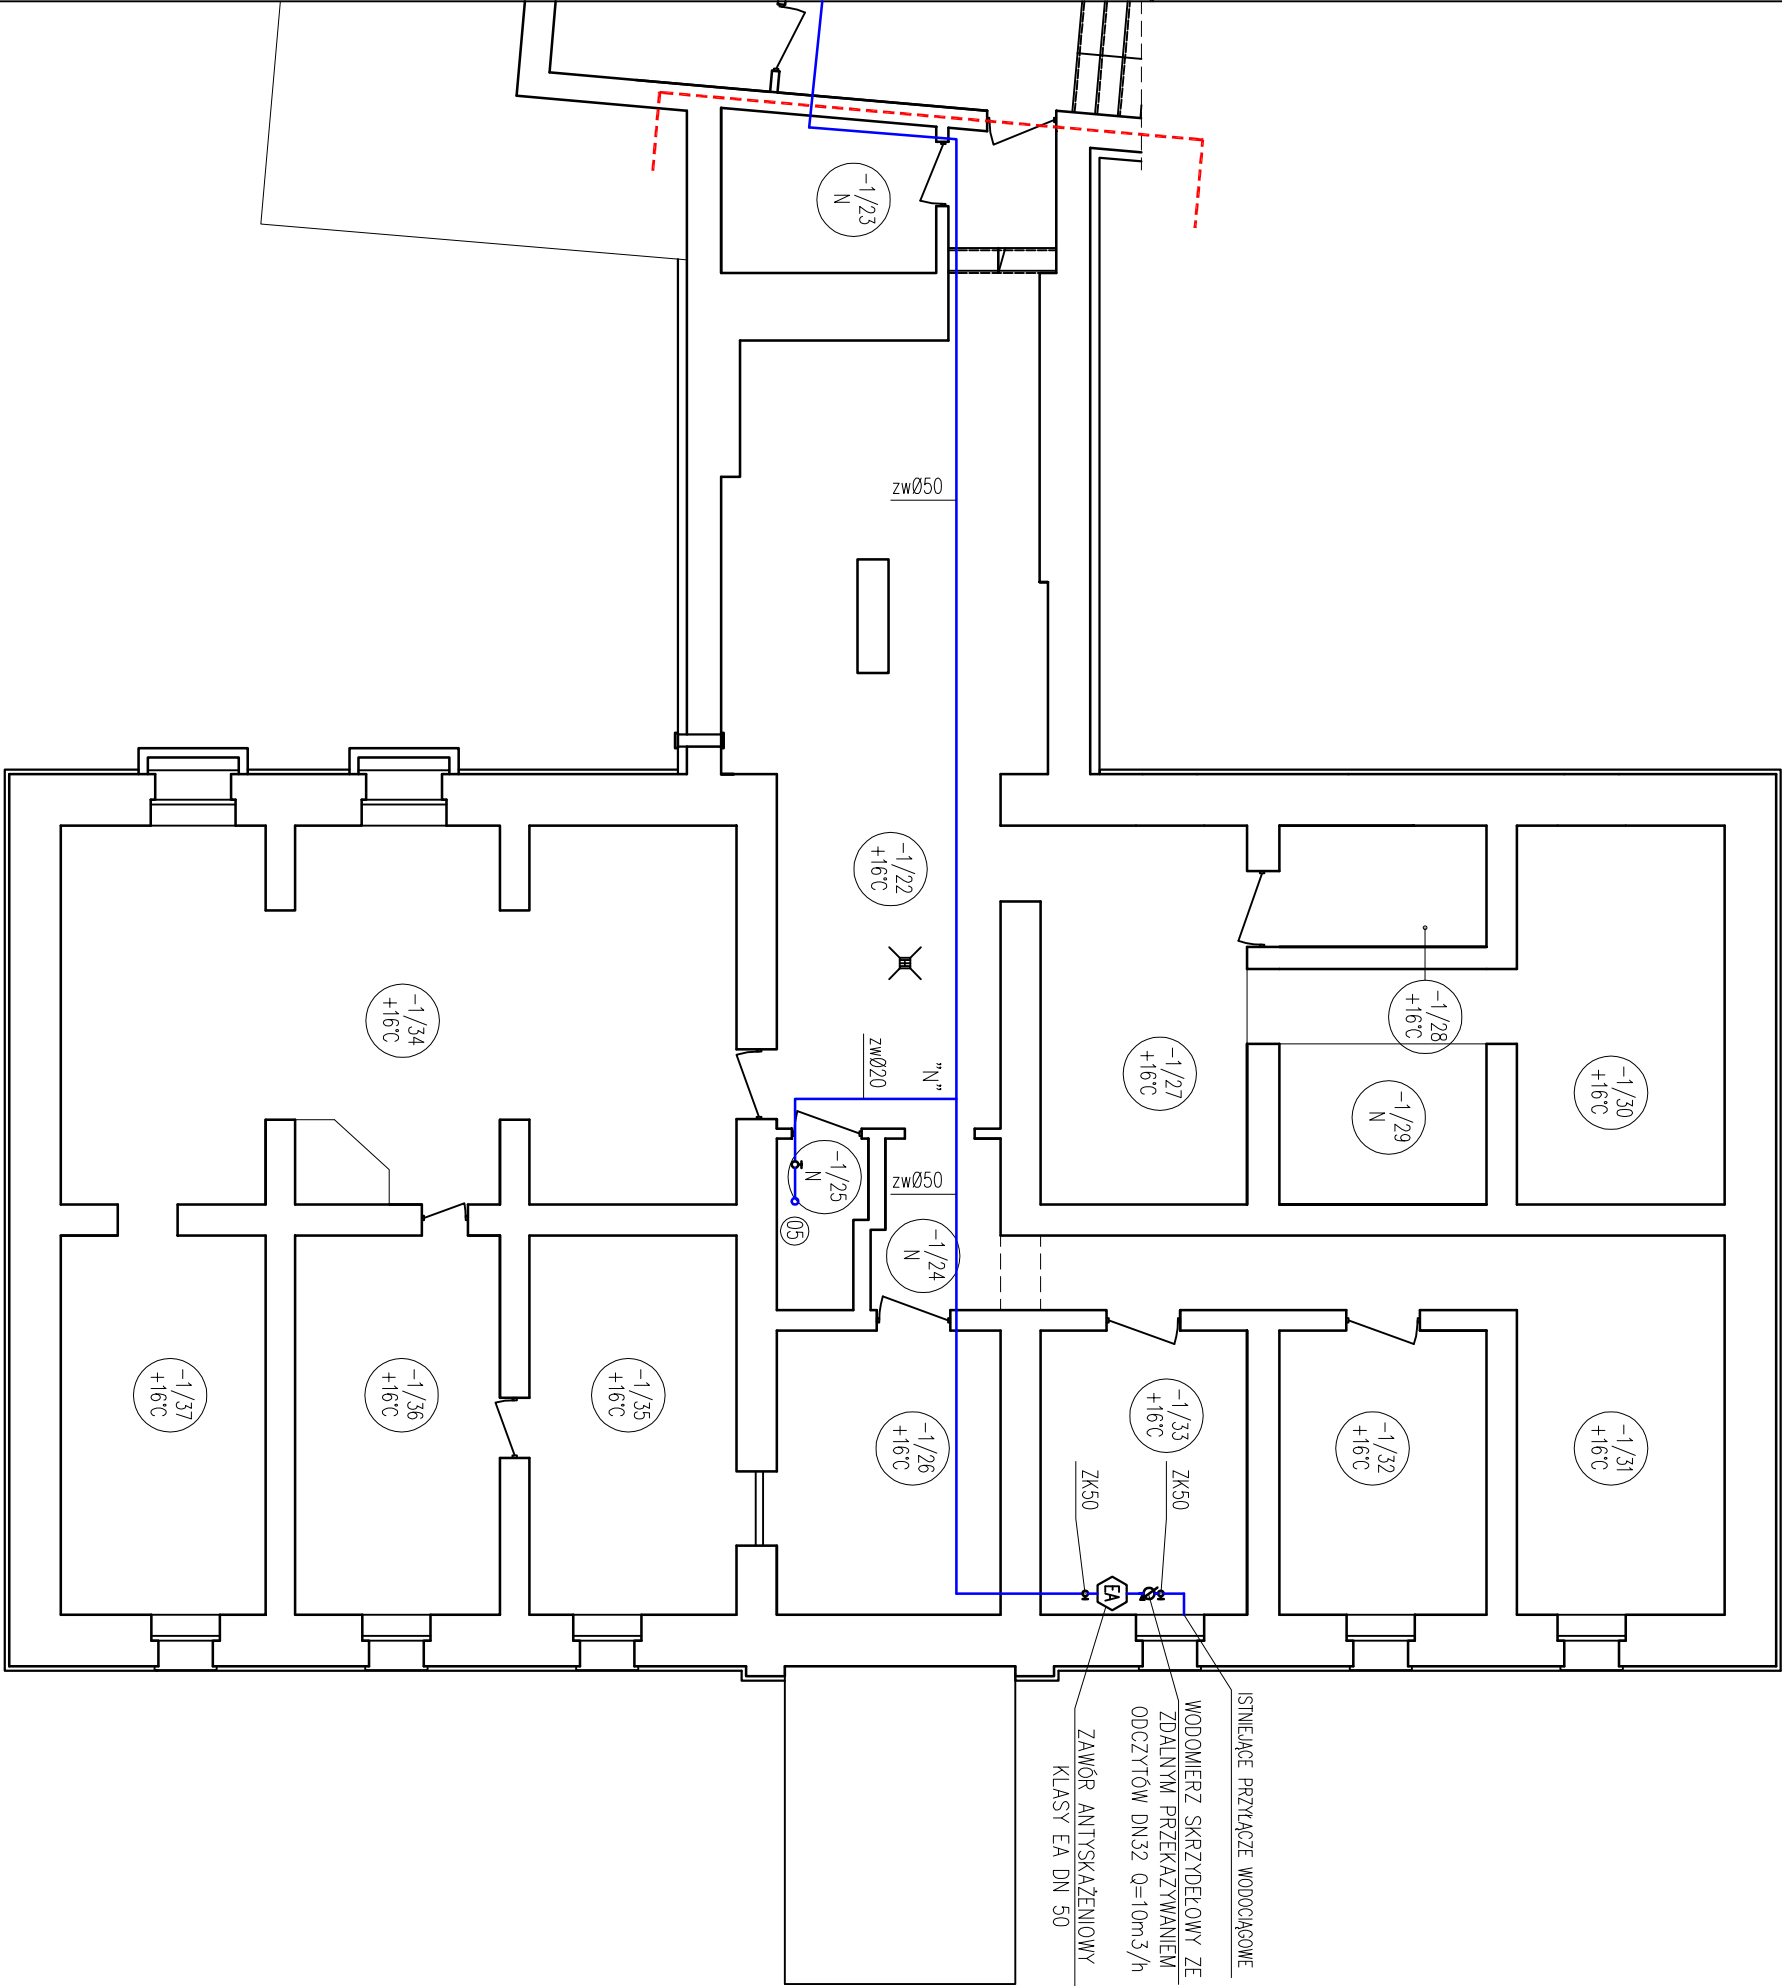 -1/23
N
zwØ50
-1/22
+16°C
zwØ20
"N"
-1/34
+16°C
-1/28
+16°C
-1/27
+16°C
-1/30
+16°C
-1/29
N
-1/25
N
05
zwØ50
-1/24
N
-1/37
+16°C
-1/36
+16°C
-1/35
+16°C
-1/26
+16°C
-1/33
+16°C
-1/32
+16°C
-1/31
+16°C
ZK50
ZK50
EA
ISTNIEJĄCE PRZYŁĄCZE WODOCIĄGOWE
WODOMIERZ SKRZYDEŁOWY ZE
ZDALNYM PRZEKAZYWANIEM
ODCZYTÓW DN32 Q=10m3/h
ZAWÓR ANTYSKAŻENIOWY
KLASY EA DN 50